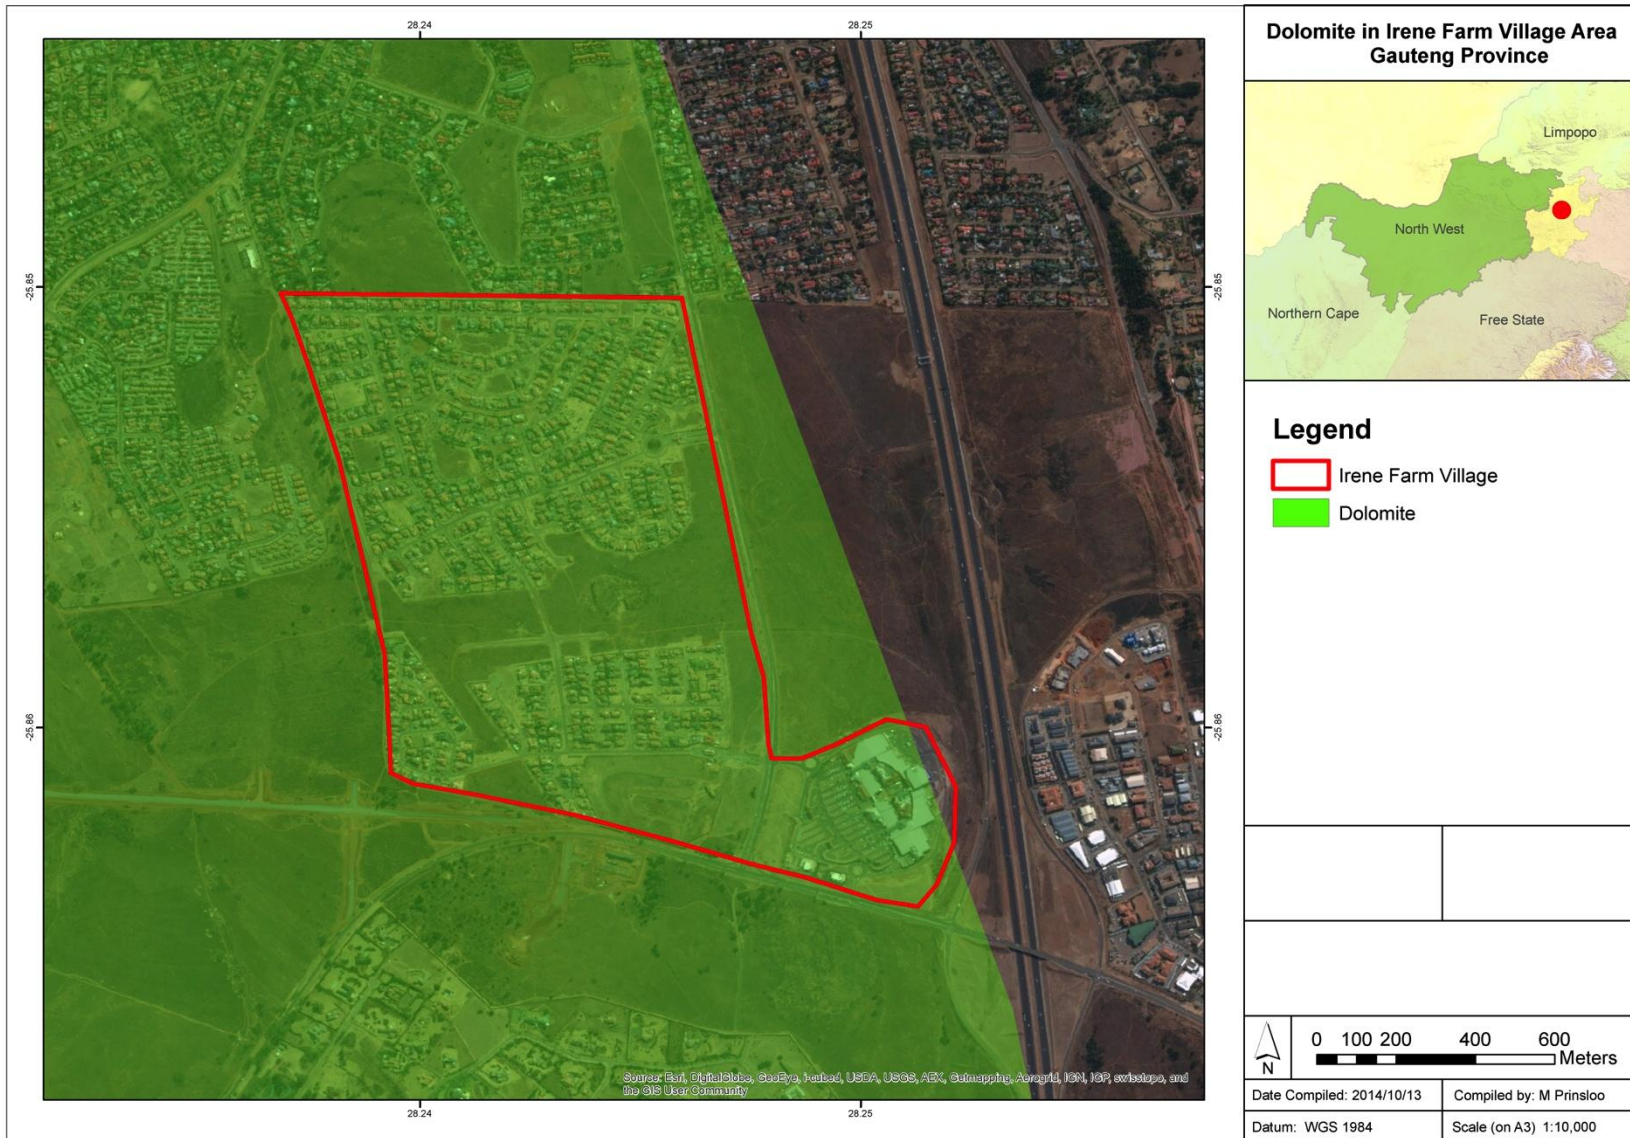 28.24
28.25
-25.85
-25.85
-25.86
-25.86
28.24
28.25
Source: Esri, DigitalGlobe, GeoEye, i-cubed, USDA, USGS, AEX, Getmapping, Aerogrid, IGN, IGP, swisstopo, and
the GIS User Community
Dolomite in Irene Farm Village Area
Gauteng Province
Limpopo
North West
Northern Cape
Free State
Legend
Irene Farm Village
Dolomite
N
0 100 200 400 600
Meters
Date Compiled: 2014/10/13
Compiled by: M Prinsloo
Datum: WGS 1984
Scale (on A3) 1:10,000